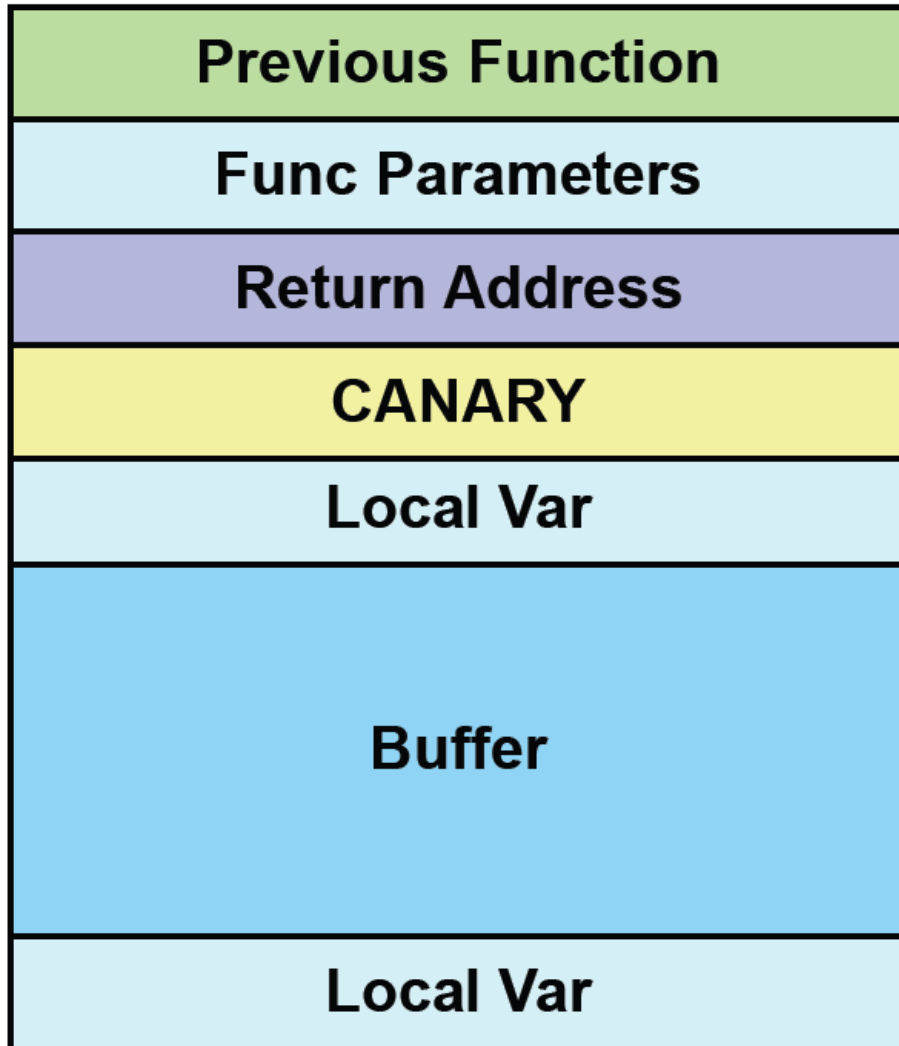 Previous Function
Func Parameters
Return Address
CANARY
Local Var
Buffer
Local Var